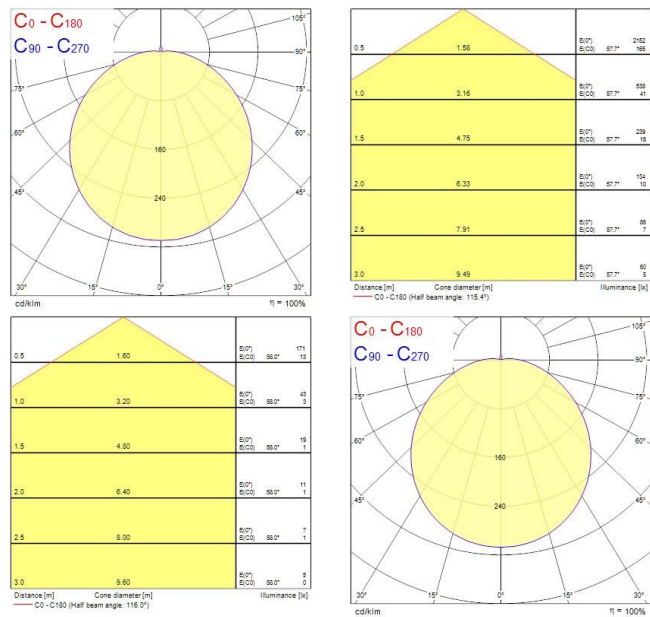 C0 - C180
C90 - C270
105°
90°
75°
60°
45°
160
240
30°
15°
0°
15°
30°
cd/klm
η = 100%
0.5 1.58 E(0°) 2152
E(C0) 57.7° 165
1.0 3.16 E(0°) 538
E(C0) 57.7° 41
1.5 4.75 E(0°) 239
E(C0) 57.7° 18
2.0 6.33 E(0°) 134
E(C0) 57.7° 10
2.5 7.91 E(0°) 86
E(C0) 57.7° 7
3.0 9.49 E(0°) 60
E(C0) 57.7° 5
Distance [m] Cone diameter [m] Illuminance [lx]
C0 - C180 (Half beam angle: 115.4°)
0.5 1.60 E(0°) 171
E(C0) 58.0° 13
1.0 3.20 E(0°) 43
E(C0) 58.0° 3
1.5 4.80 E(0°) 19
E(C0) 58.0° 1
2.0 6.40 E(0°) 11
E(C0) 58.0° 1
2.5 8.00 E(0°) 7
E(C0) 58.0° 1
3.0 9.60 E(0°) 5
E(C0) 58.0° 0
Distance [m] Cone diameter [m] Illuminance [lx]
C0 - C180 (Half beam angle: 116.0°)
C0 - C180
C90 - C270
105°
90°
75°
60°
45°
160
240
30°
15°
0°
15°
30°
cd/klm
η = 100%